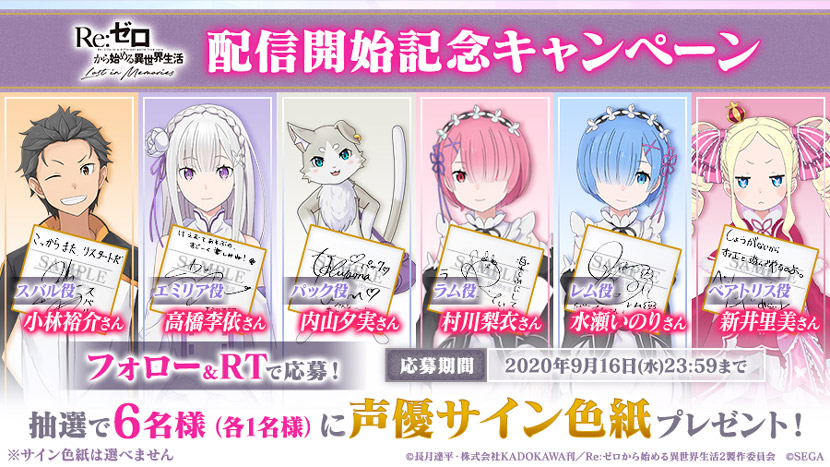 Re:ゼロ
から始める異世界生活
Lost in Memories
配信開始記念キャンペーン
こっからまた、リスタートだ
SAMPLE
スバル役
小林裕介さん
SAMPLE
エミリア役
高橋李依さん
SAMPLE
パック役
内山夕実さん
SAMPLE
ラム役
村川梨衣さん
SAMPLE
レム役
水瀬いのりさん
しょうがないから
SAMPLE
ベアトリス役
新井里美さん
フォロー&RTで応募!
応募期間 2020年9月16日(水)23:59まで
抽選で6名様(各1名様)に声優サイン色紙プレゼント!
※サイン色紙は選べません
©長月達平・株式会社KADOKAWA刊/Re:ゼロから始める異世界生活2製作委員会 ©SEGA